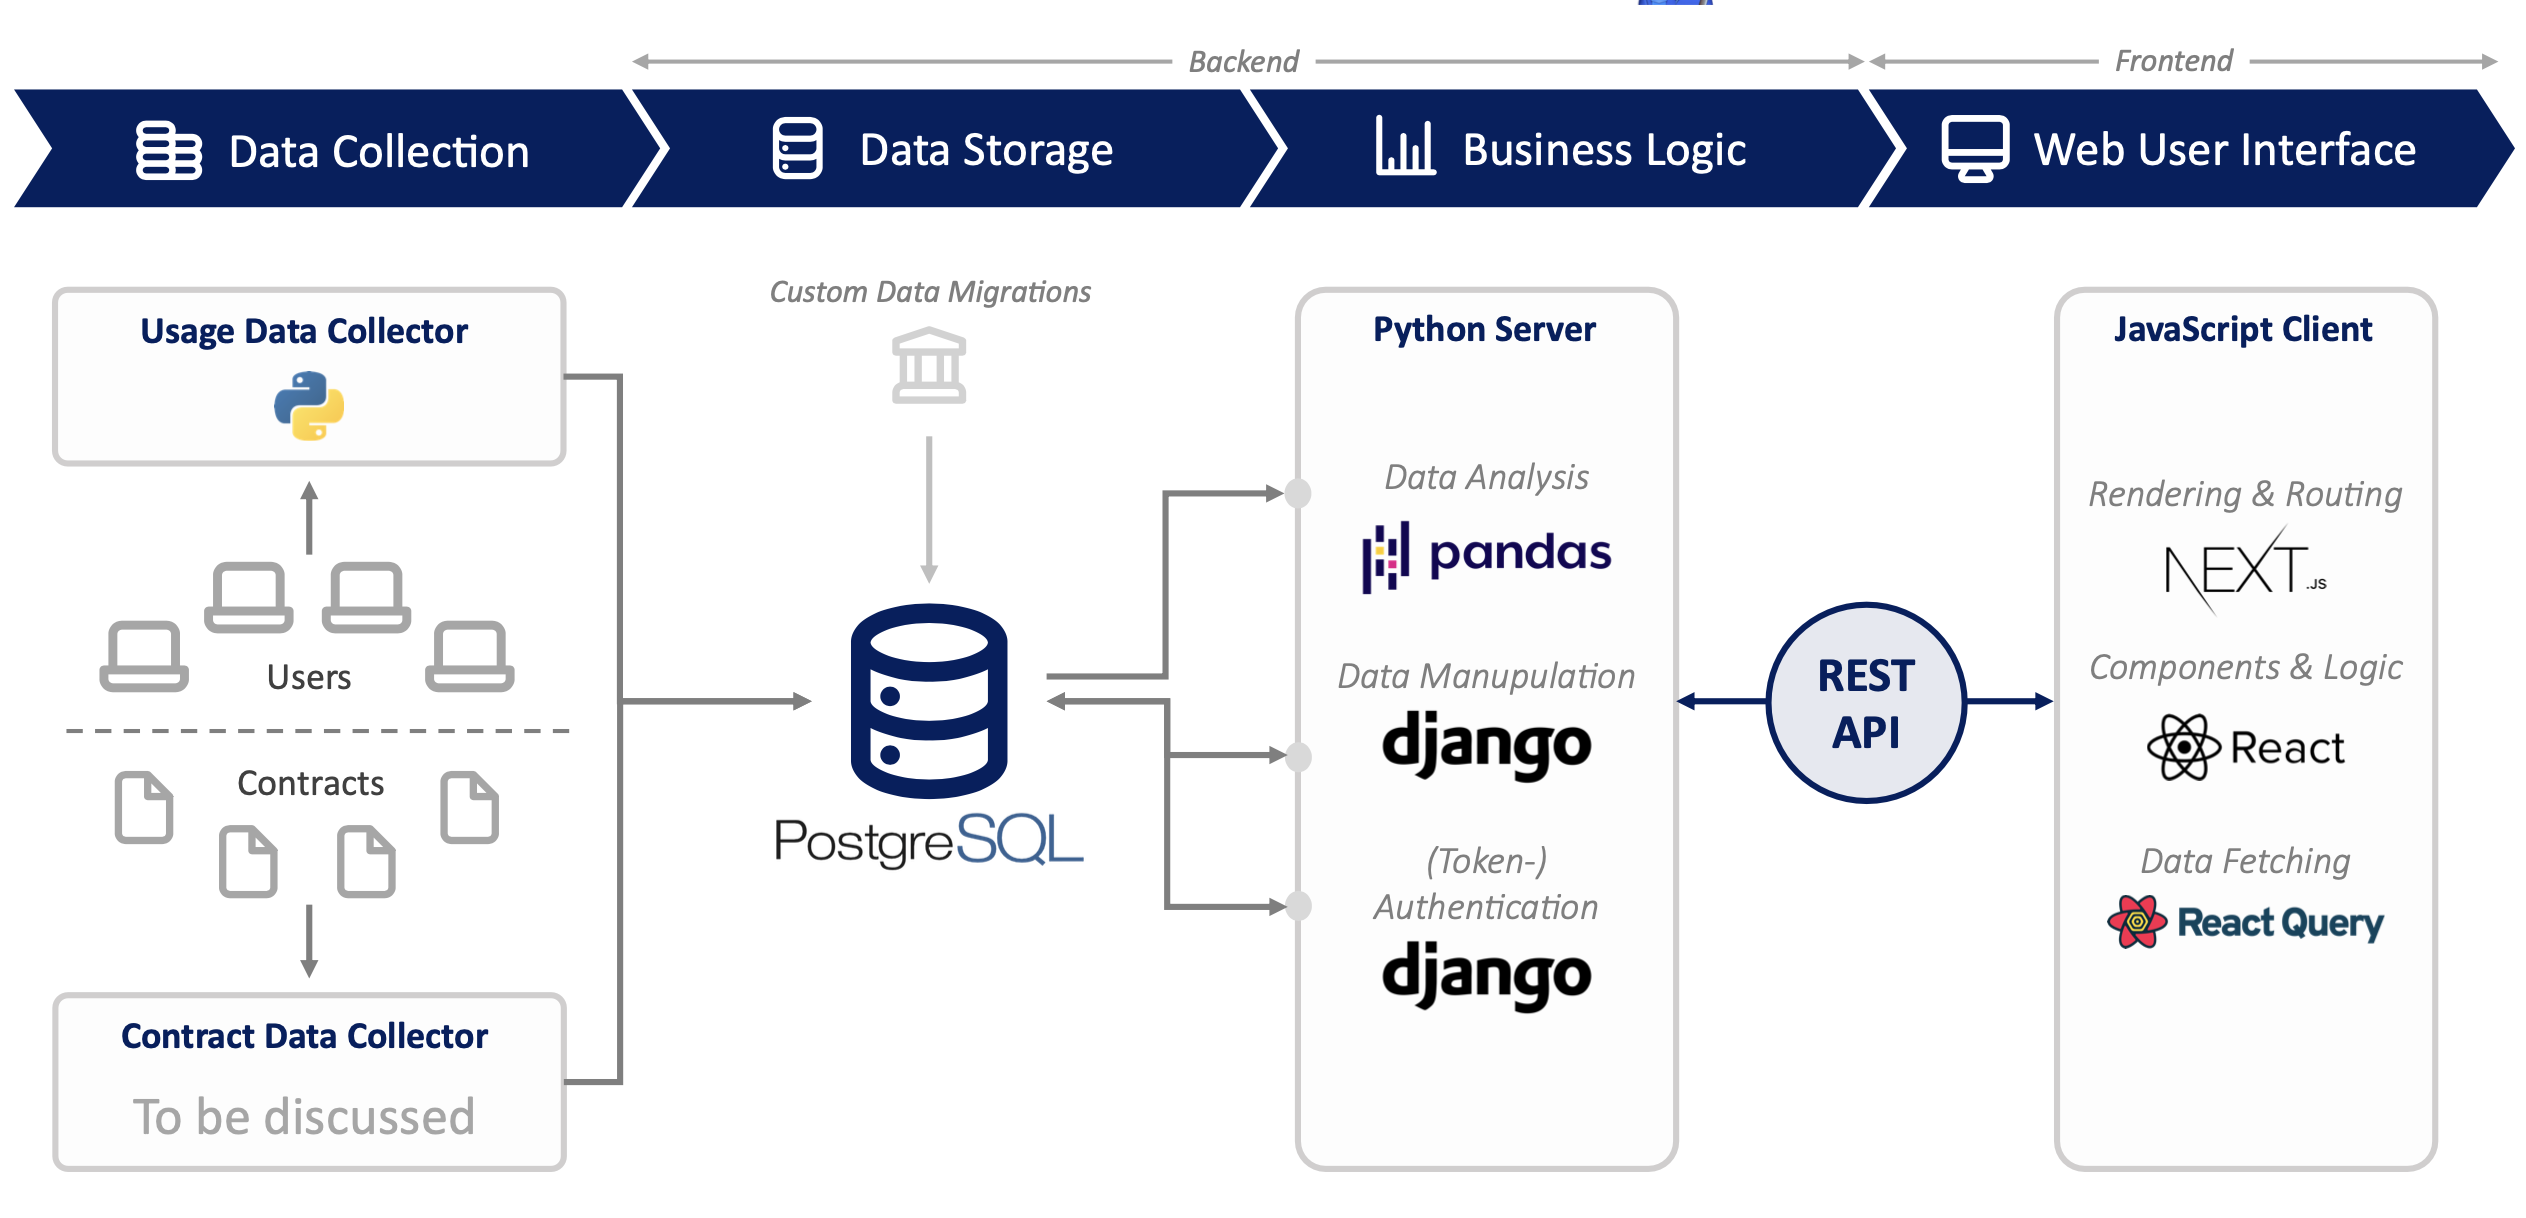 Backend
Frontend
Data Collection
Data Storage
Business Logic
Web User Interface
Usage Data Collector
Users
Contracts
Contract Data Collector
To be discussed
Custom Data Migrations
PostgreSQL
Python Server
Data Analysis
pandas
Data Manupulation
django
(Token-)
Authentication
django
REST
API
JavaScript Client
Rendering & Routing
NEXT.JS
Components & Logic
React
Data Fetching
React Query